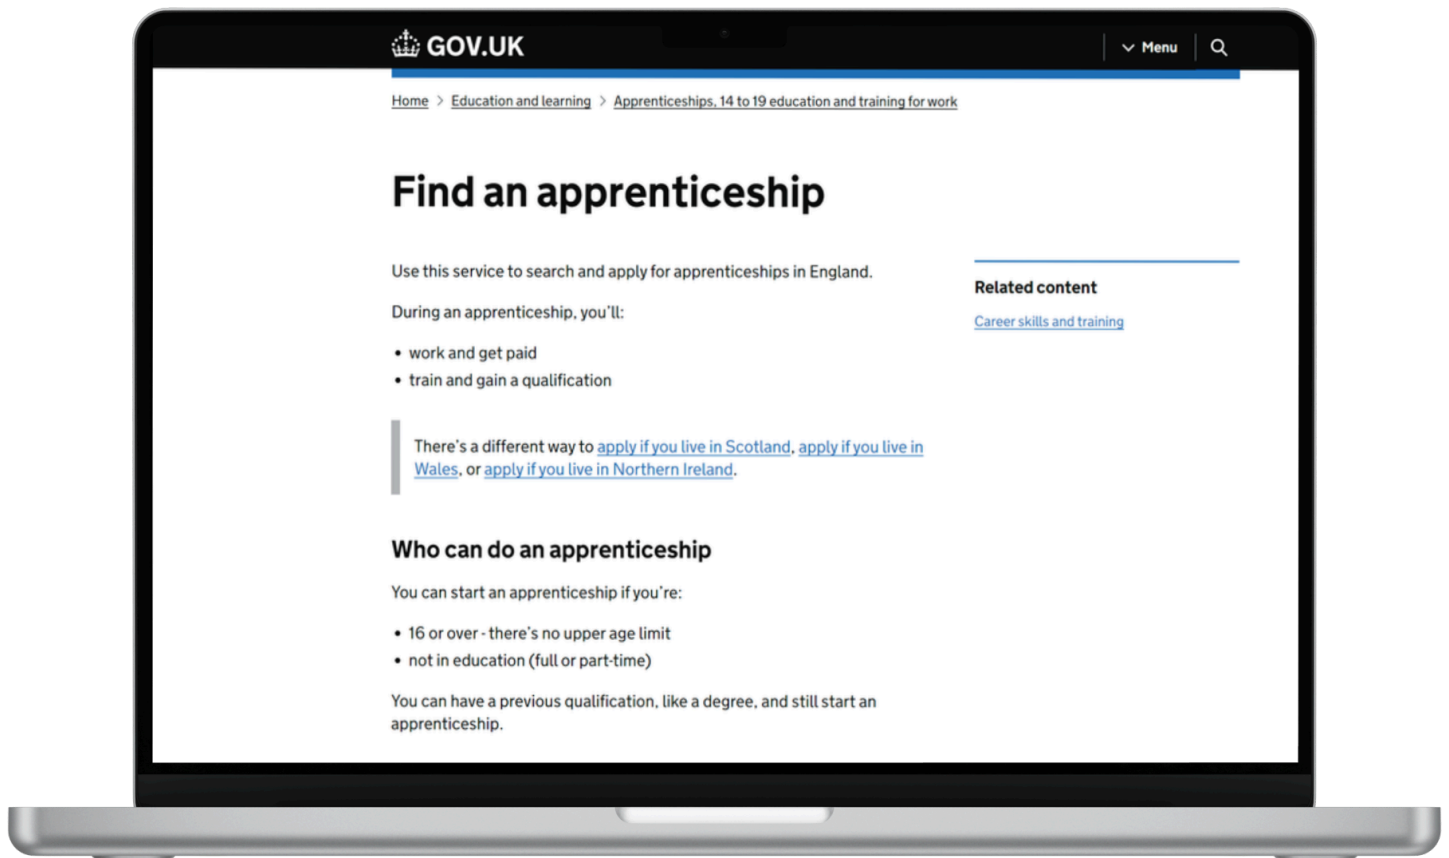 GOV.UK
Menu
Home > Education and learning > Apprenticeships, 14 to 19 education and training for work
Find an apprenticeship
Use this service to search and apply for apprenticeships in England.
During an apprenticeship, you'll:
• work and get paid
• train and gain a qualification
There's a different way to apply if you live in Scotland, apply if you live in
Wales, or apply if you live in Northern Ireland.
Who can do an apprenticeship
You can start an apprenticeship if you're:
• 16 or over - there's no upper age limit
• not in education (full or part-time)
You can have a previous qualification, like a degree, and still start an
apprenticeship.
Related content
Career skills and training